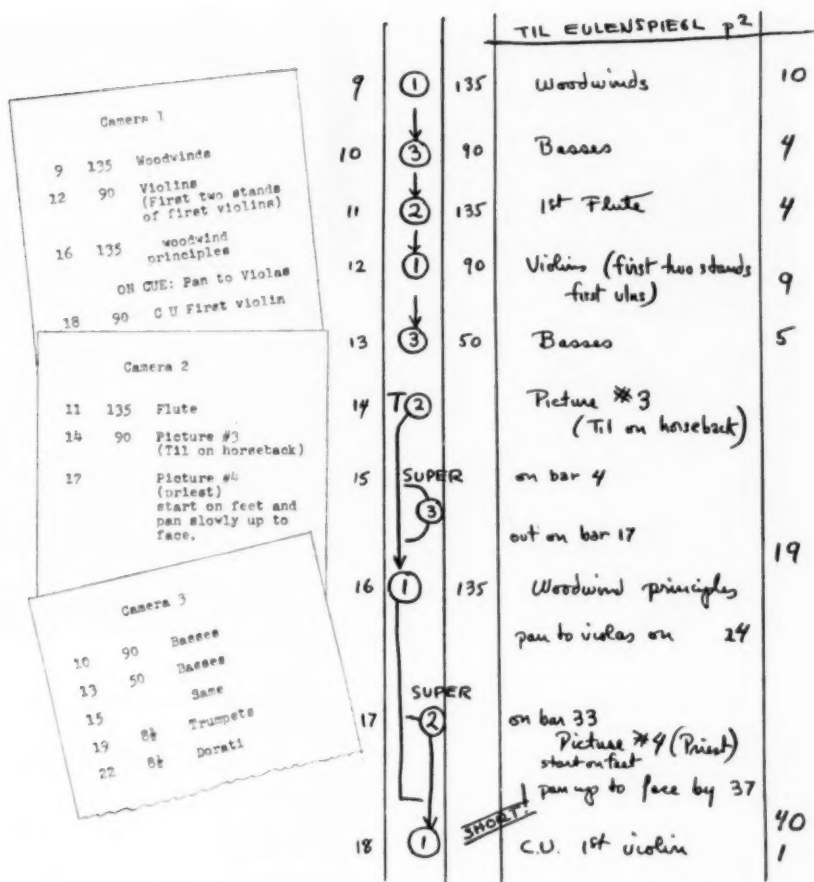 Camera 1
9 135 Woodwinds
12 90 Violins
(First two stands
of first violins)
16 135 woodwind
principles
ON CUE: Pan to Violas
18 90 C U First violin
Camera 2
11 135 Flute
14 90 Picture #3
(Til on horseback)
17 Picture #4
(priest)
start on feet and
pan slowly up to
face.
Camera 3
10 90 Basses
13 50 Basses
15 Same
19 8½ Trumpets
22 8½ Dorati
TIL EULENSPIEGL p2
9 1 135 Woodwinds 10
10 3 90 Basses 4
11 2 135 1st Flute 4
12 1 90 Violins (first two stands
first vlns) 9
13 3 50 Basses 5
14 T 2 Picture #3
(Til on horseback)
15 SUPER on bar 4
3
out on bar 17
19
16 1 135 Woodwind principles
pan to violas on 24
SUPER
17 2 on bar 33
Picture #4 (Priest)
start on feet
pan up to face by 37
SHORT! 40
18 1 C.U. 1st violin 1